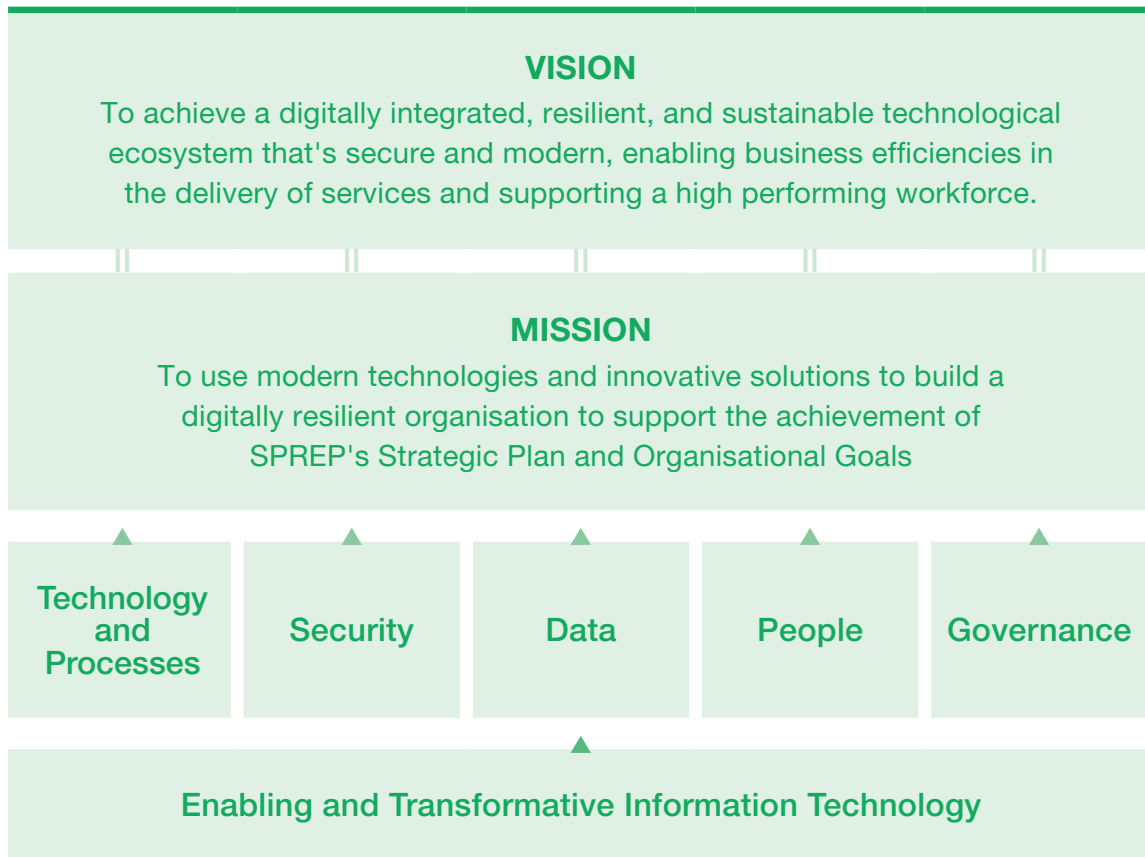 VISION
To achieve a digitally integrated, resilient, and sustainable technological
ecosystem that's secure and modern, enabling business efficiencies in
the delivery of services and supporting a high performing workforce.
MISSION
To use modern technologies and innovative solutions to build a
digitally resilient organisation to support the achievement of
SPREP's Strategic Plan and Organisational Goals
Technology
and
Processes
Security
Data
People
Governance
Enabling and Transformative Information Technology